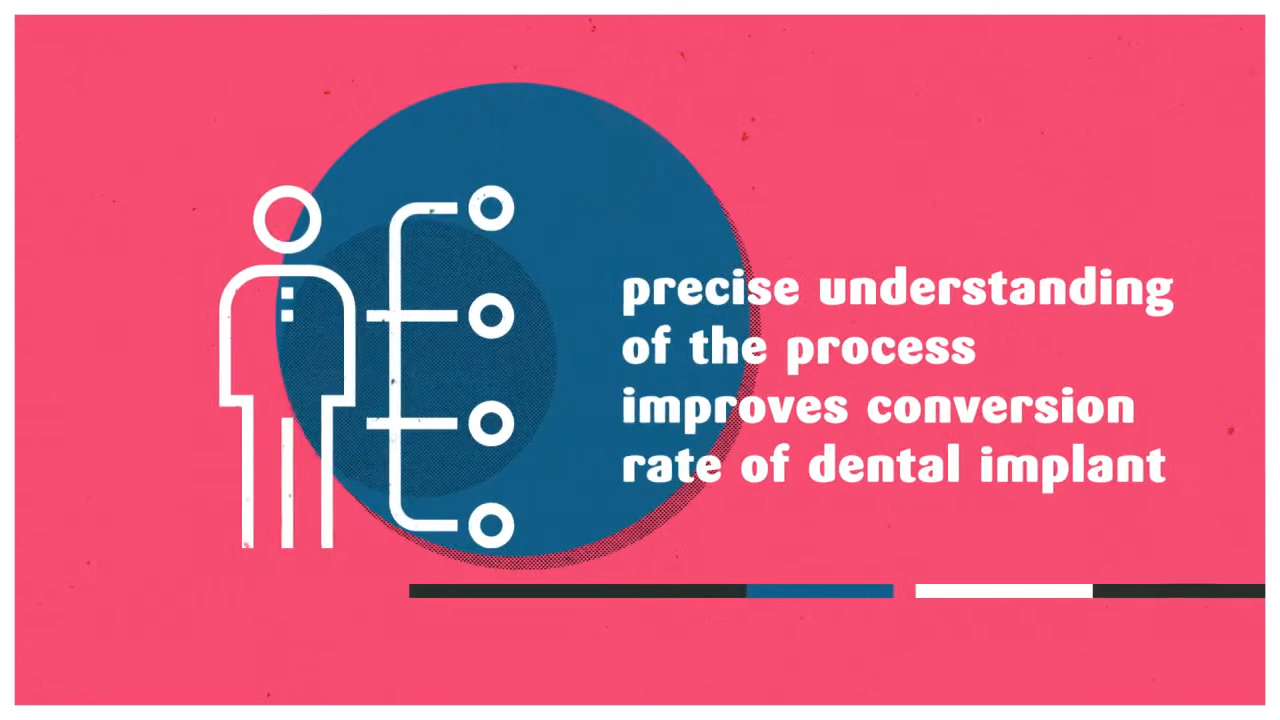 precise understanding
of the process
improves conversion
rate of dental implant